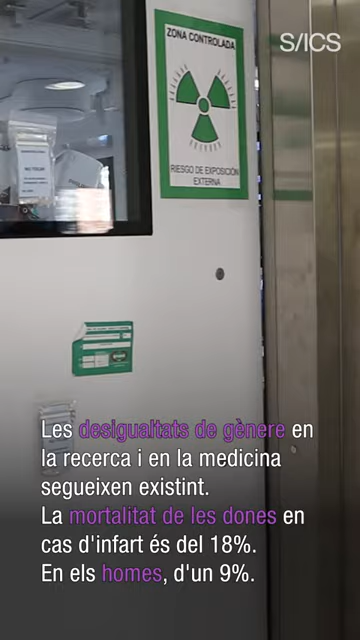 S/ICS
ZONA CONTROLADA
RIESGO DE EXPOSICIÓN
EXTERNA
Les desigualtats de gènere en
la recerca i en la medicina
segueixen existint.
La mortalitat de les dones en
cas d'infart és del 18%.
En els homes, d'un 9%.